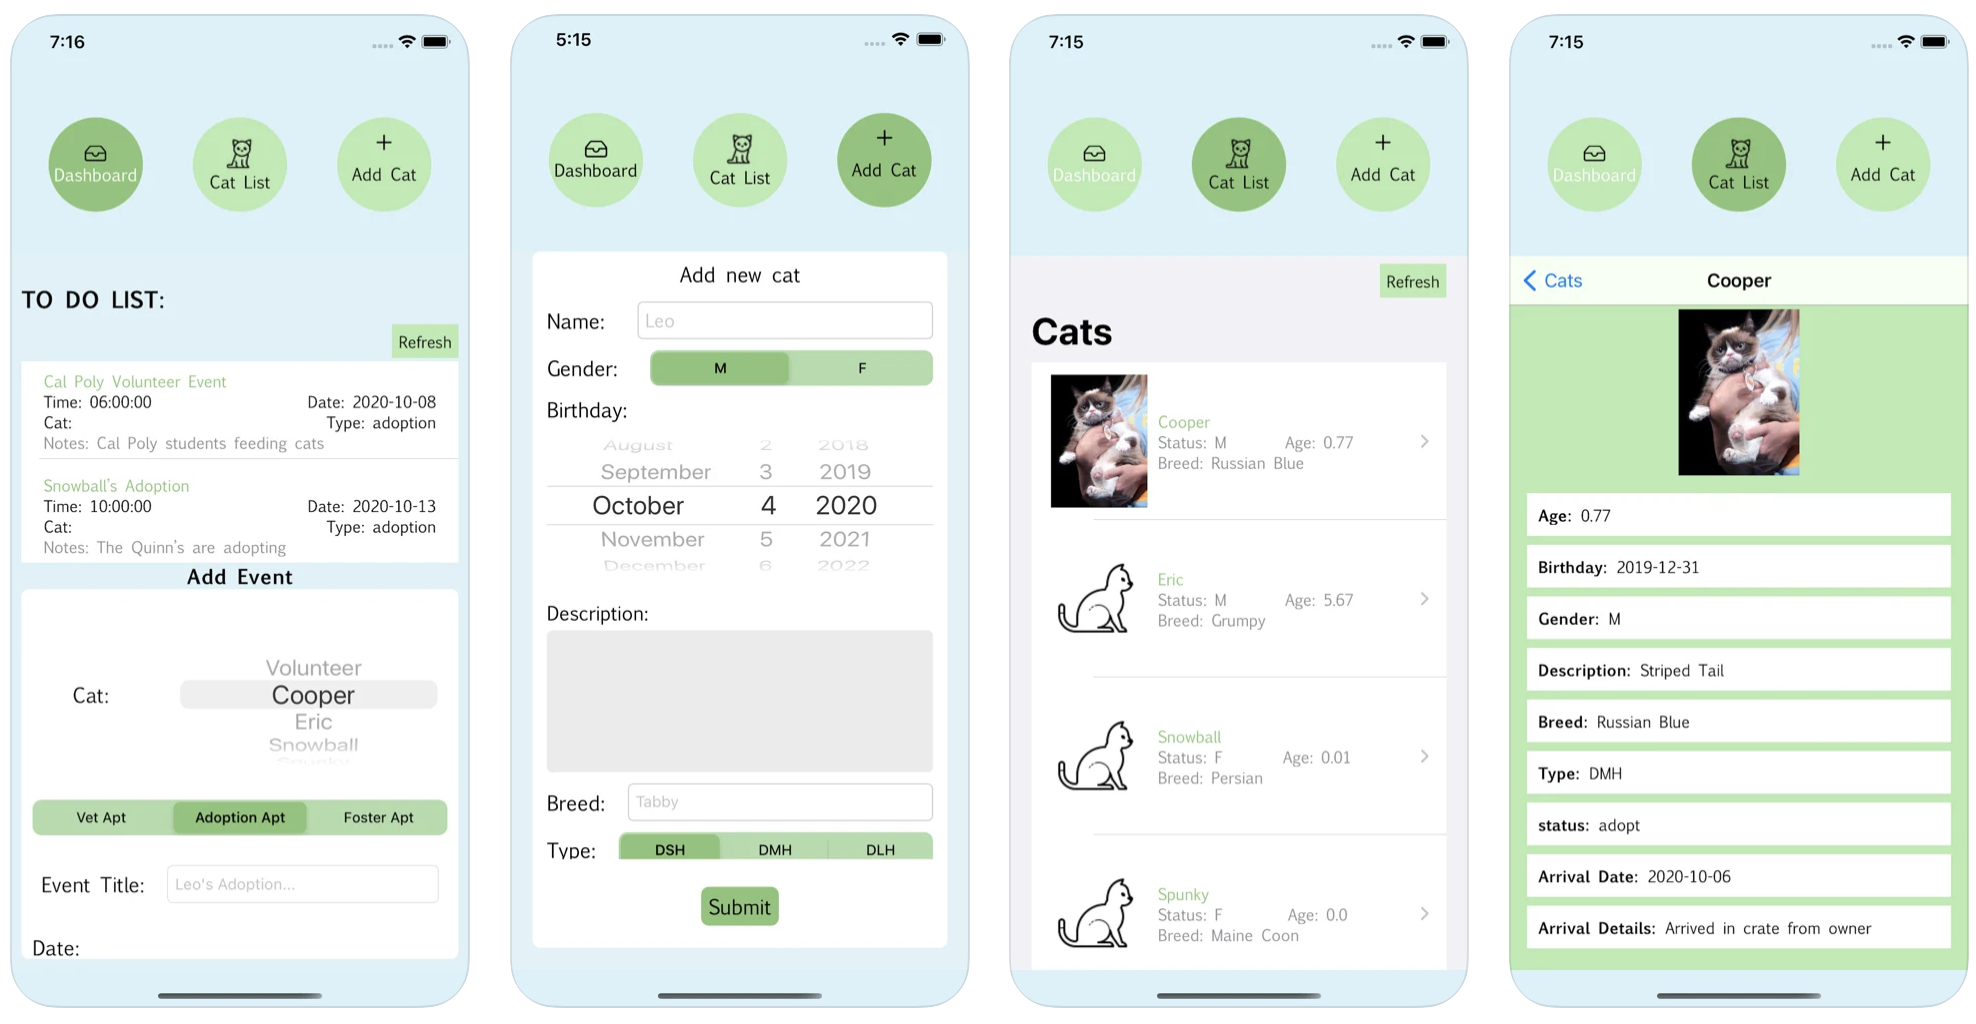 7:16
Dashboard
Cat List
Add Cat
TO DO LIST:
Refresh
Cal Poly Volunteer Event
Time: 06:00:00 Date: 2020-10-08
Cat: Type: adoption
Notes: Cal Poly students feeding cats
Snowball's Adoption
Time: 10:00:00 Date: 2020-10-13
Cat: Type: adoption
Notes: The Quinn's are adopting
Add Event
Volunteer
Cat: Cooper
Eric
Snowball
Spunky
Vet Apt Adoption Apt Foster Apt
Event Title: Leo's Adoption...
Date:
5:15
Dashboard
Cat List
Add Cat
Add new cat
Name: Leo
Gender: M F
Birthday:
August 2 2018
September 3 2019
October 4 2020
November 5 2021
December 6 2022
Description:
Breed: Tabby
Type: DSH DMH DLH
Submit
7:15
Dashboard
Cat List
Add Cat
Refresh
Cats
Cooper
Status: M Age: 0.77
Breed: Russian Blue
Eric
Status: M Age: 5.67
Breed: Grumpy
Snowball
Status: F Age: 0.01
Breed: Persian
Spunky
Status: F Age: 0.0
Breed: Maine Coon
7:15
Dashboard
Cat List
Add Cat
Cats Cooper
Age: 0.77
Birthday: 2019-12-31
Gender: M
Description: Striped Tail
Breed: Russian Blue
Type: DMH
status: adopt
Arrival Date: 2020-10-06
Arrival Details: Arrived in crate from owner